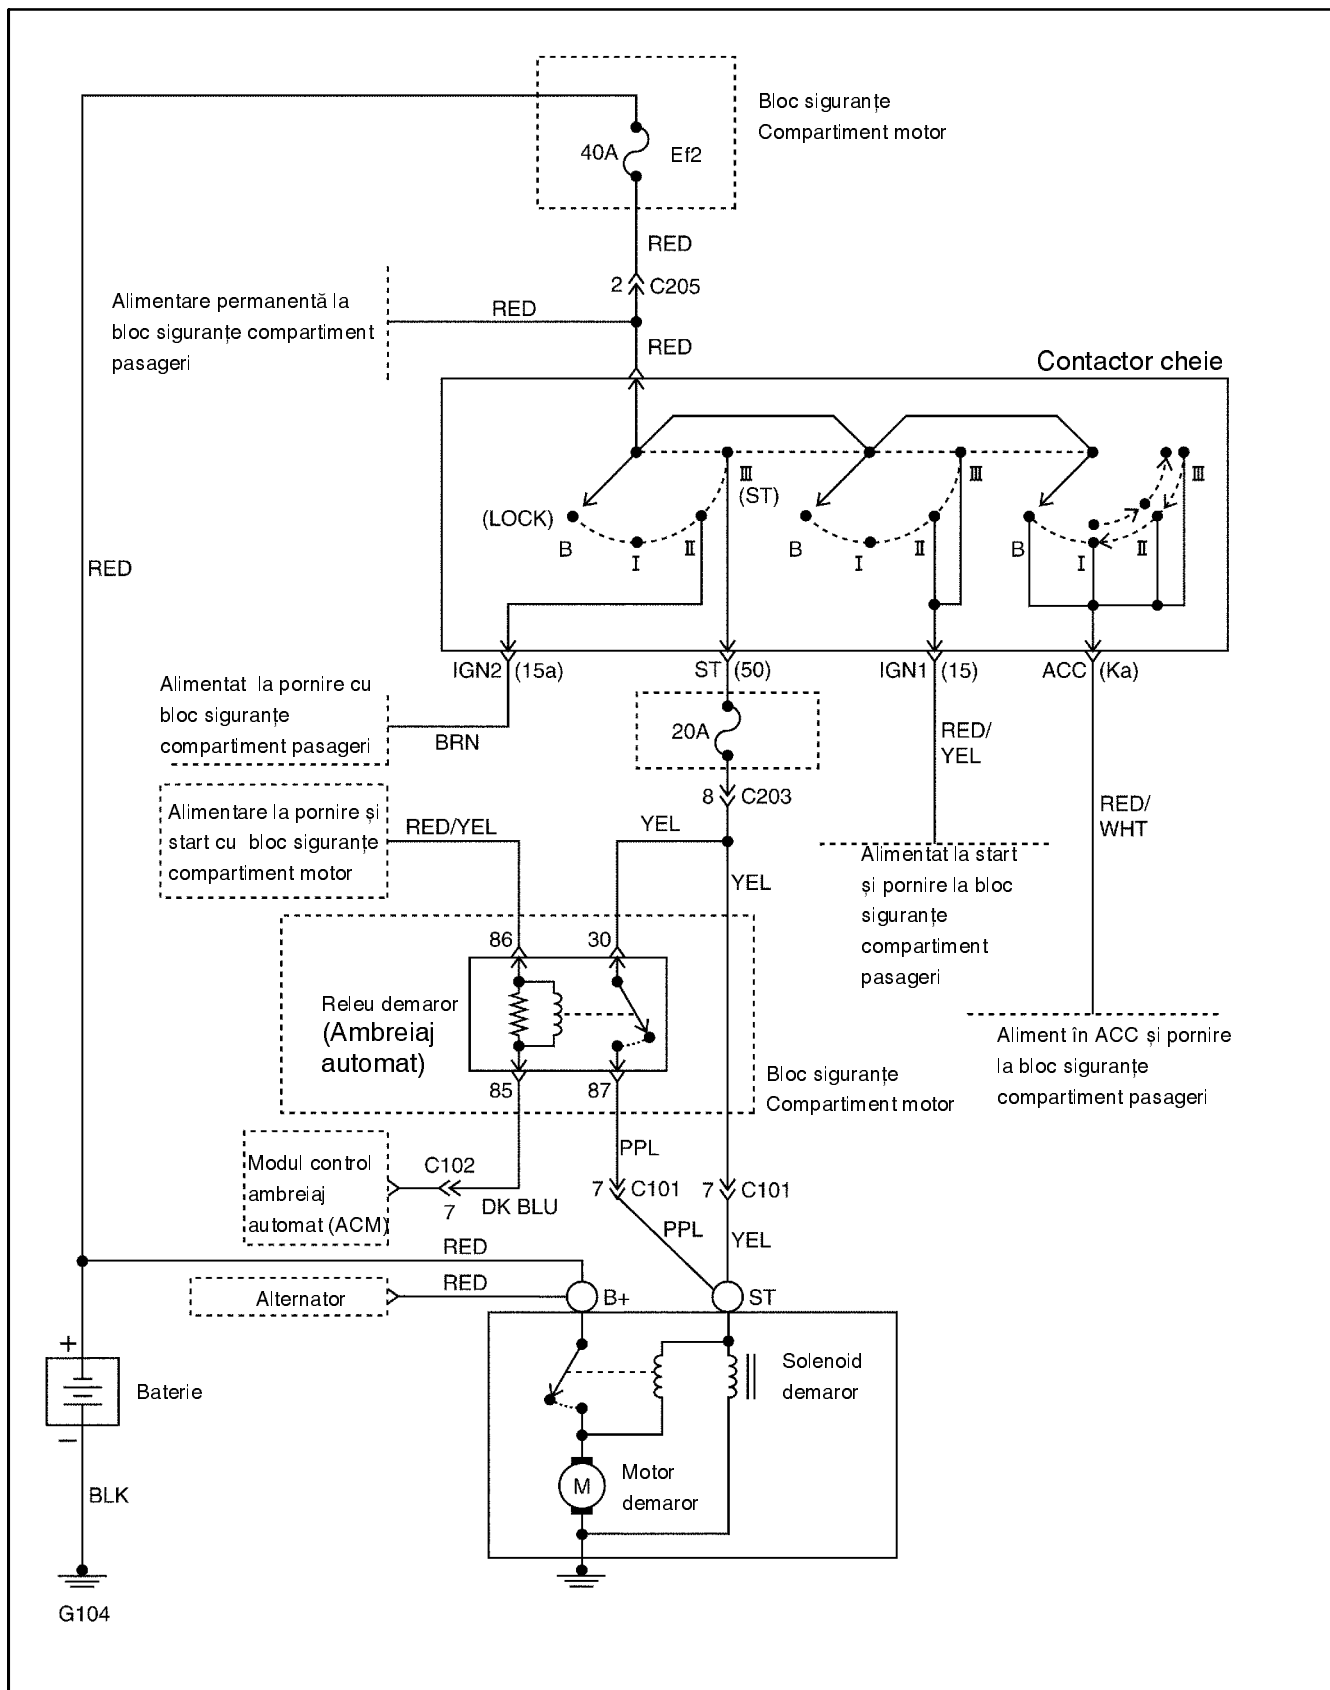 Bloc siguranțe
Compartiment motor
40A
Ef2
RED
2
C205
Alimentare permanentă la
bloc siguranțe compartiment
pasageri
RED
RED
Contactor cheie
III
(ST)
III
III
(LOCK)
B
I
II
B
I
II
B
I
II
RED
IGN2
(15a)
ST
(50)
IGN1
(15)
ACC
(Ka)
Alimentat la pornire cu
bloc siguranțe
compartiment pasageri
BRN
20A
RED/
YEL
8
C203
RED/
WHT
Alimentare la pornire și
start cu bloc siguranțe
compartiment motor
RED/YEL
YEL
YEL
Alimentat la start
și pornire la bloc
siguranțe
compartiment
pasageri
86
30
Releu demaror
(Ambreiaj
automat)
Aliment în ACC și pornire
la bloc siguranțe
compartiment pasageri
85
87
Bloc siguranțe
Compartiment motor
PPL
Modul control
ambreiaj
automat (ACM)
C102
7
DK BLU
7
C101
7
C101
PPL
YEL
RED
RED
Alternator
B+
ST
+
Baterie
−
Solenoid
demaror
M
Motor
demaror
BLK
G104